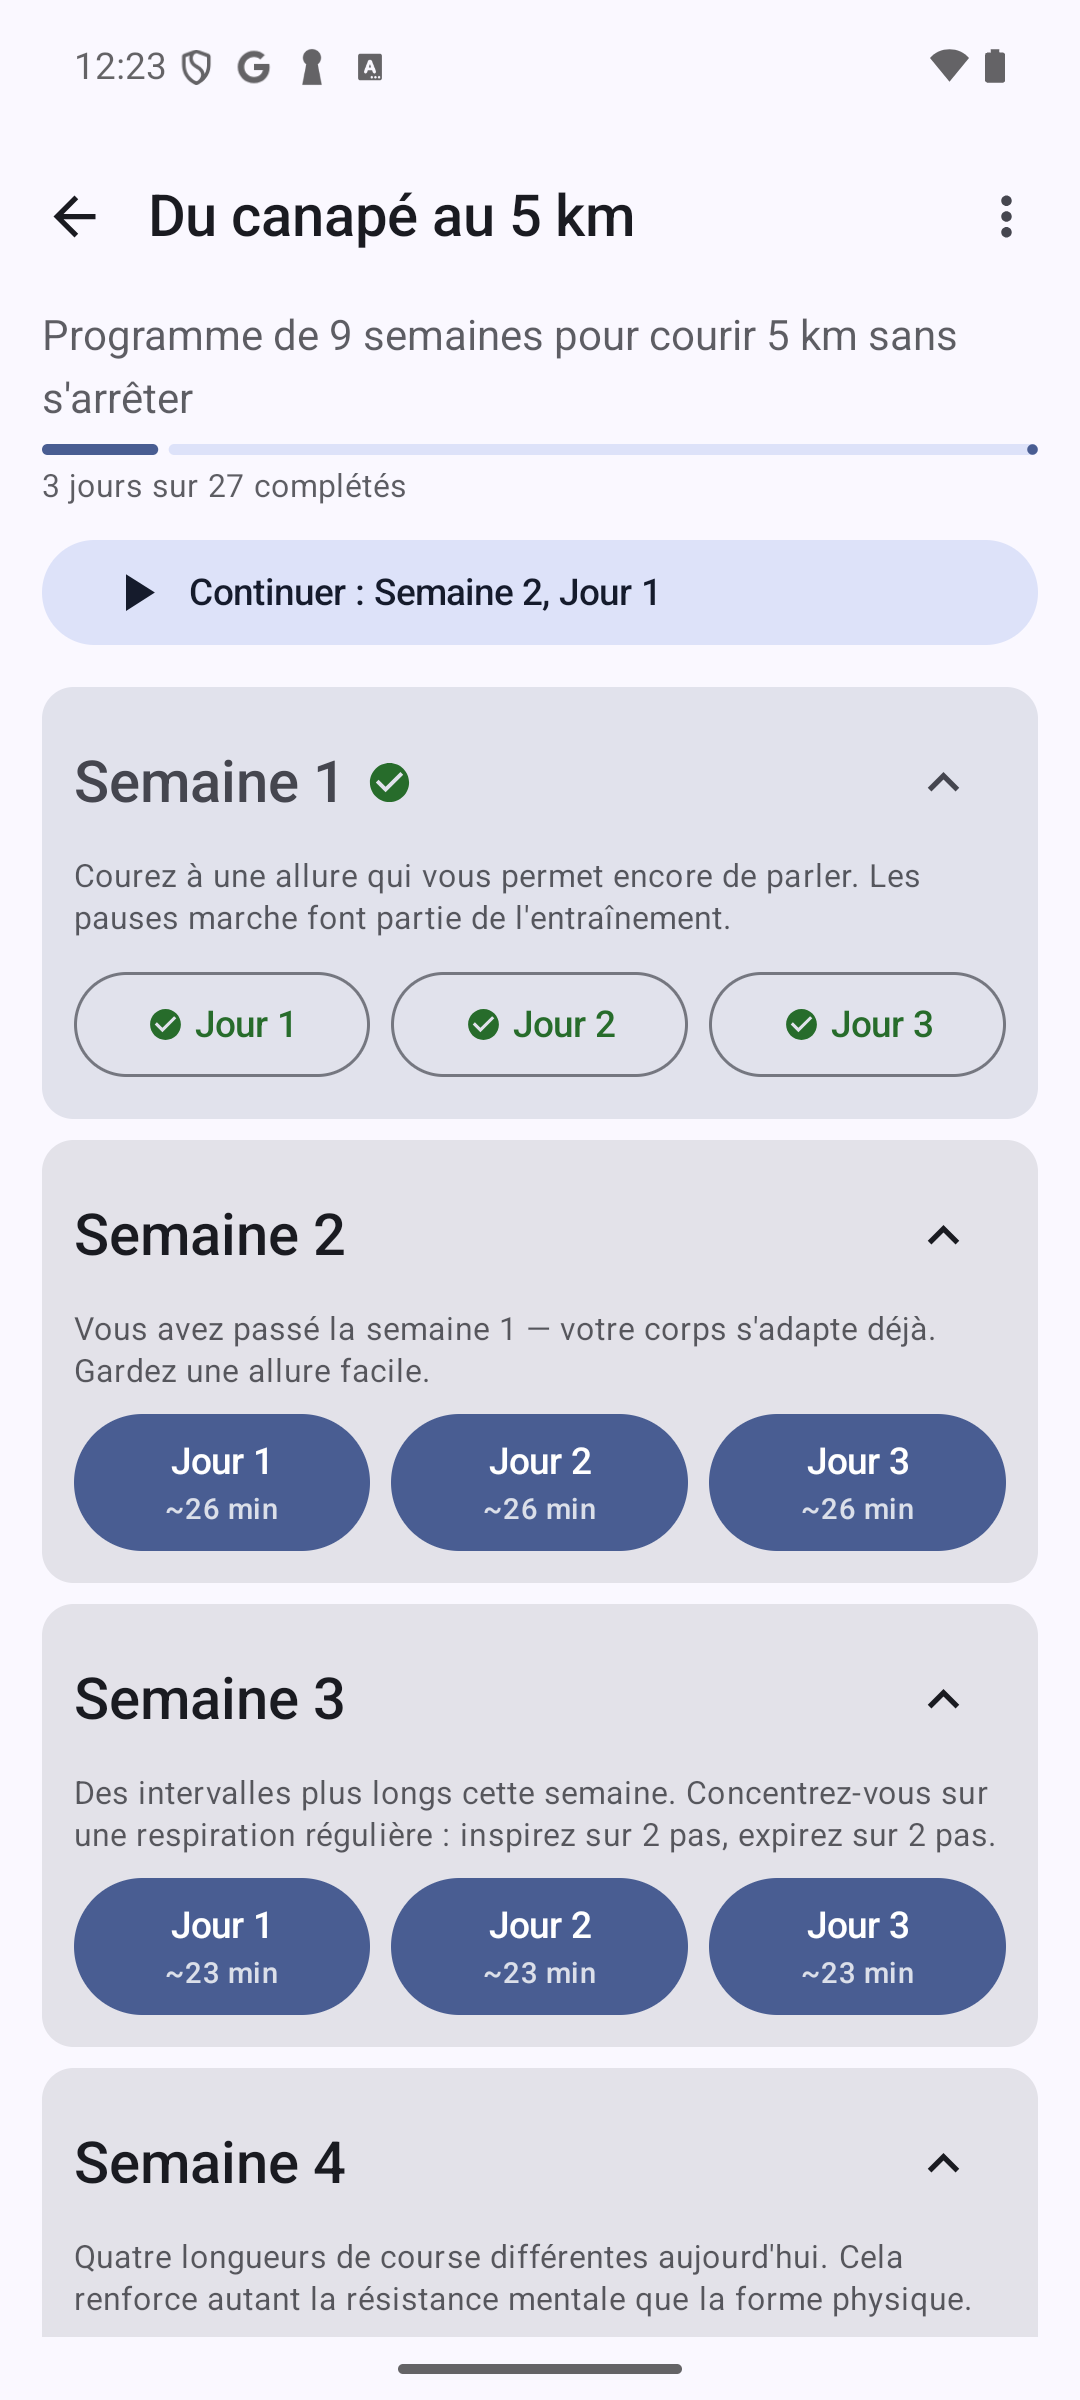 12:23
Du canapé au 5 km
Programme de 9 semaines pour courir 5 km sans
s'arrêter
3 jours sur 27 complétés
Continuer : Semaine 2, Jour 1
Semaine 1
Courez à une allure qui vous permet encore de parler. Les
pauses marche font partie de l'entraînement.
Jour 1 Jour 2 Jour 3
Semaine 2
Vous avez passé la semaine 1 — votre corps s'adapte déjà.
Gardez une allure facile.
Jour 1 Jour 2 Jour 3
~26 min ~26 min ~26 min
Semaine 3
Des intervalles plus longs cette semaine. Concentrez-vous sur
une respiration régulière : inspirez sur 2 pas, expirez sur 2 pas.
Jour 1 Jour 2 Jour 3
~23 min ~23 min ~23 min
Semaine 4
Quatre longueurs de course différentes aujourd'hui. Cela
renforce autant la résistance mentale que la forme physique.